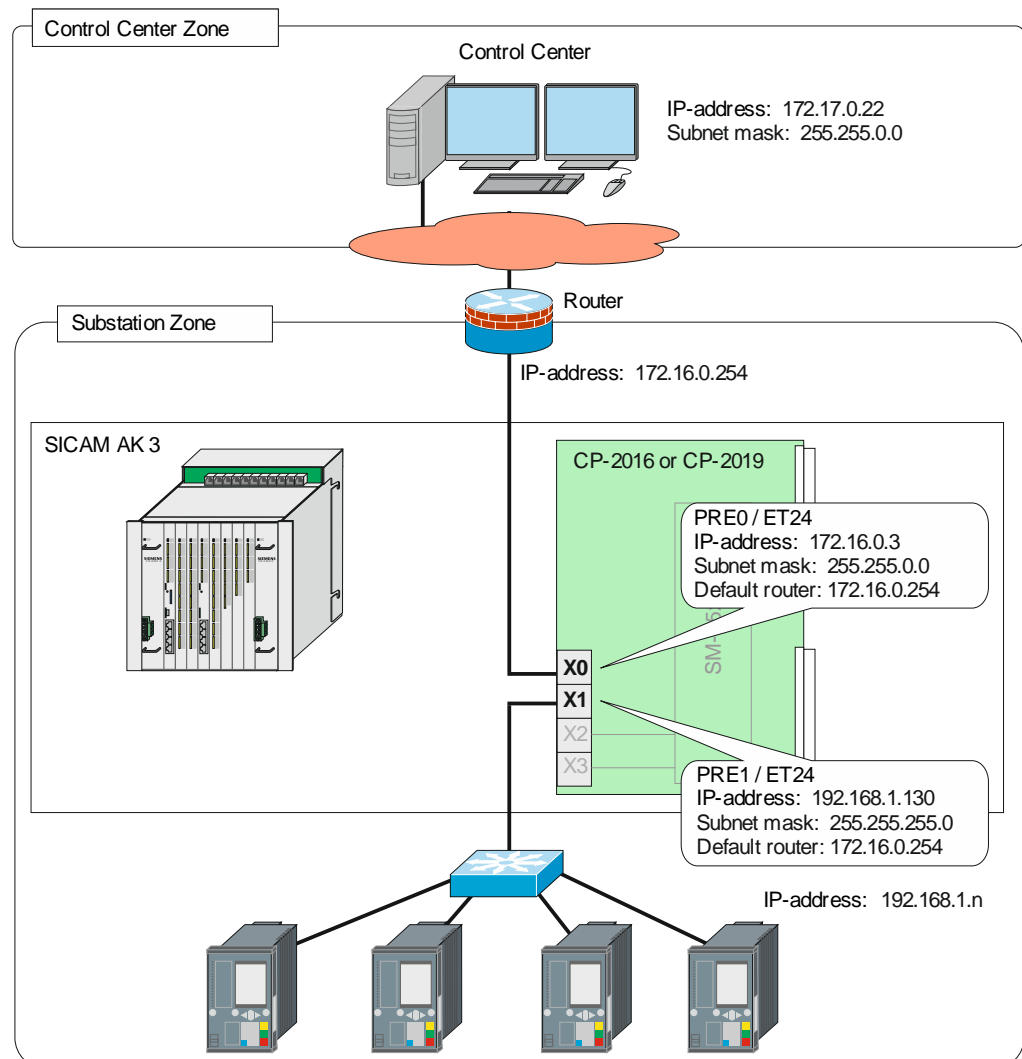 Control Center Zone
Control Center
IP-address: 172.17.0.22
Subnet mask: 255.255.0.0
Router
Substation Zone
IP-address: 172.16.0.254
SICAM AK 3
CP-2016 or CP-2019
PRE0 / ET24
IP-address: 172.16.0.3
Subnet mask: 255.255.0.0
Default router: 172.16.0.254
X0
X1
X2
X3
PRE1 / ET24
IP-address: 192.168.1.130
Subnet mask: 255.255.255.0
Default router: 172.16.0.254
IP-address: 192.168.1.n